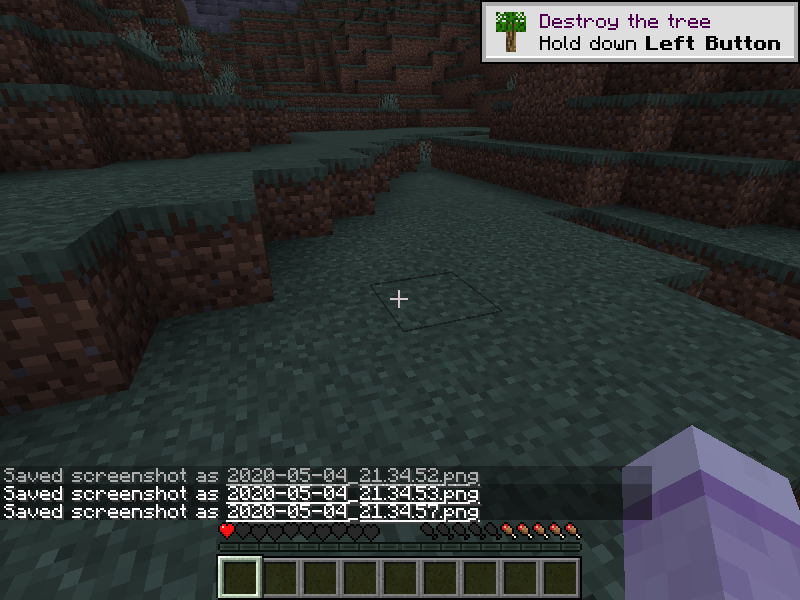 Destroy the tree
Hold down Left Button
Saved screenshot as 2020-05-04_21.34.52.png
Saved screenshot as 2020-05-04_21.34.53.png
Saved screenshot as 2020-05-04_21.34.57.png